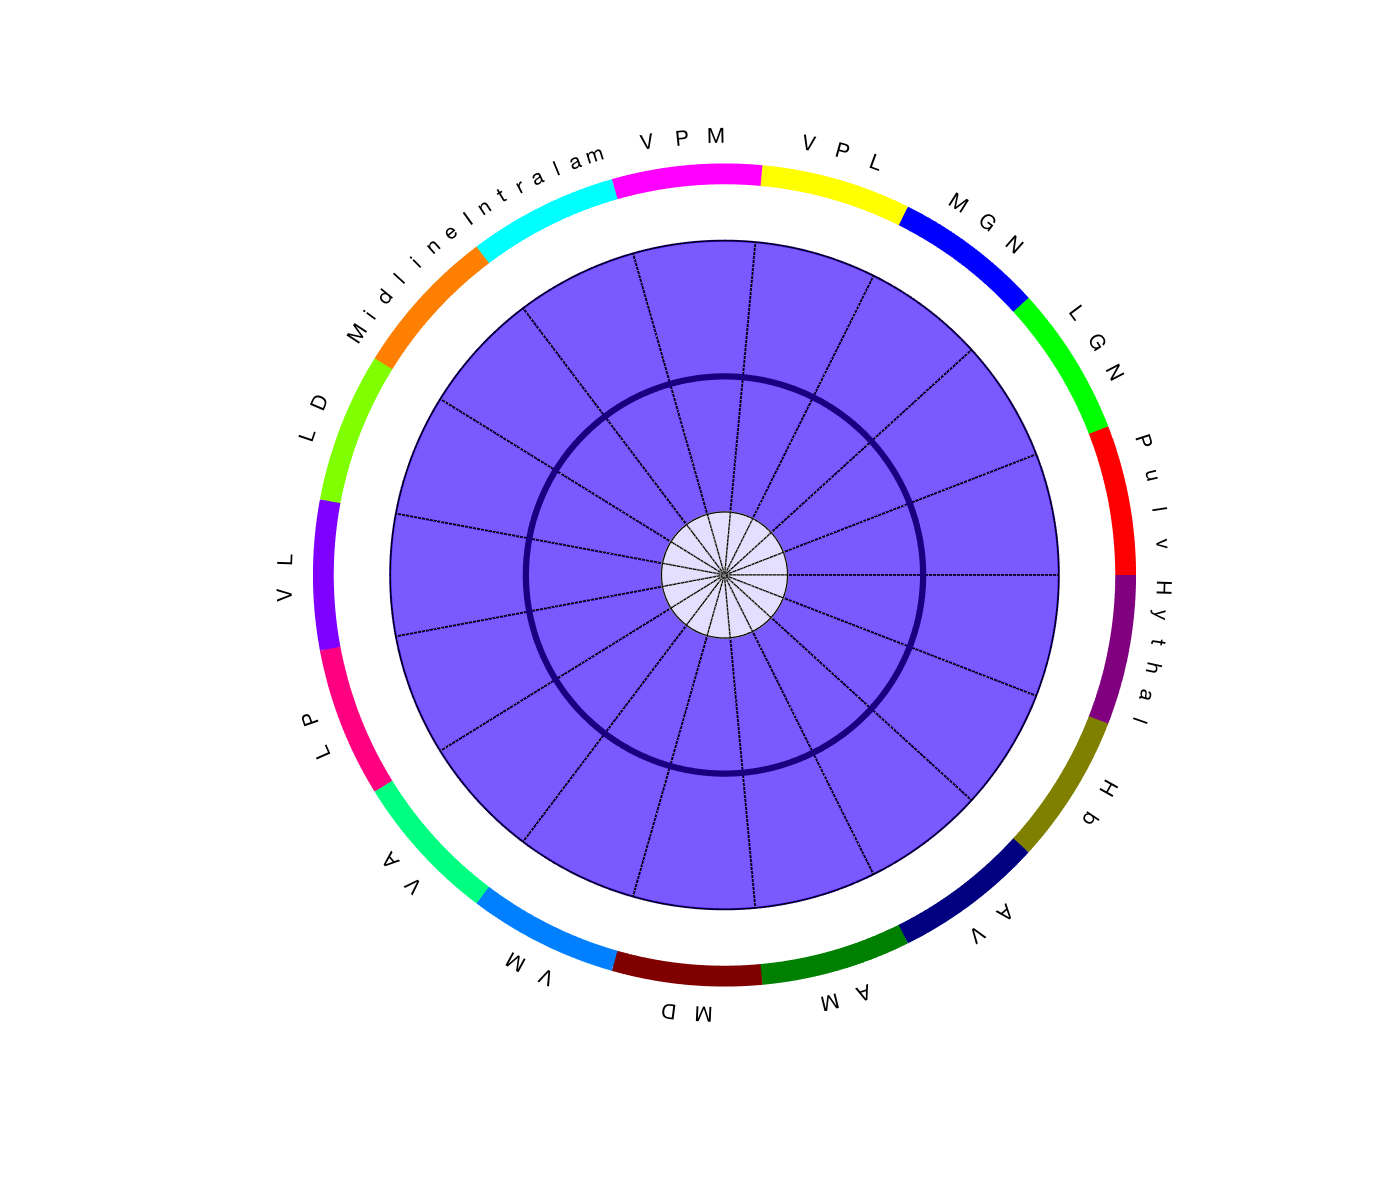 VPM
VPL
MGN
LGN
Pulv
Hythal
Hb
AV
AM
MD
VM
VA
LP
VL
LD
Midline
Intralam